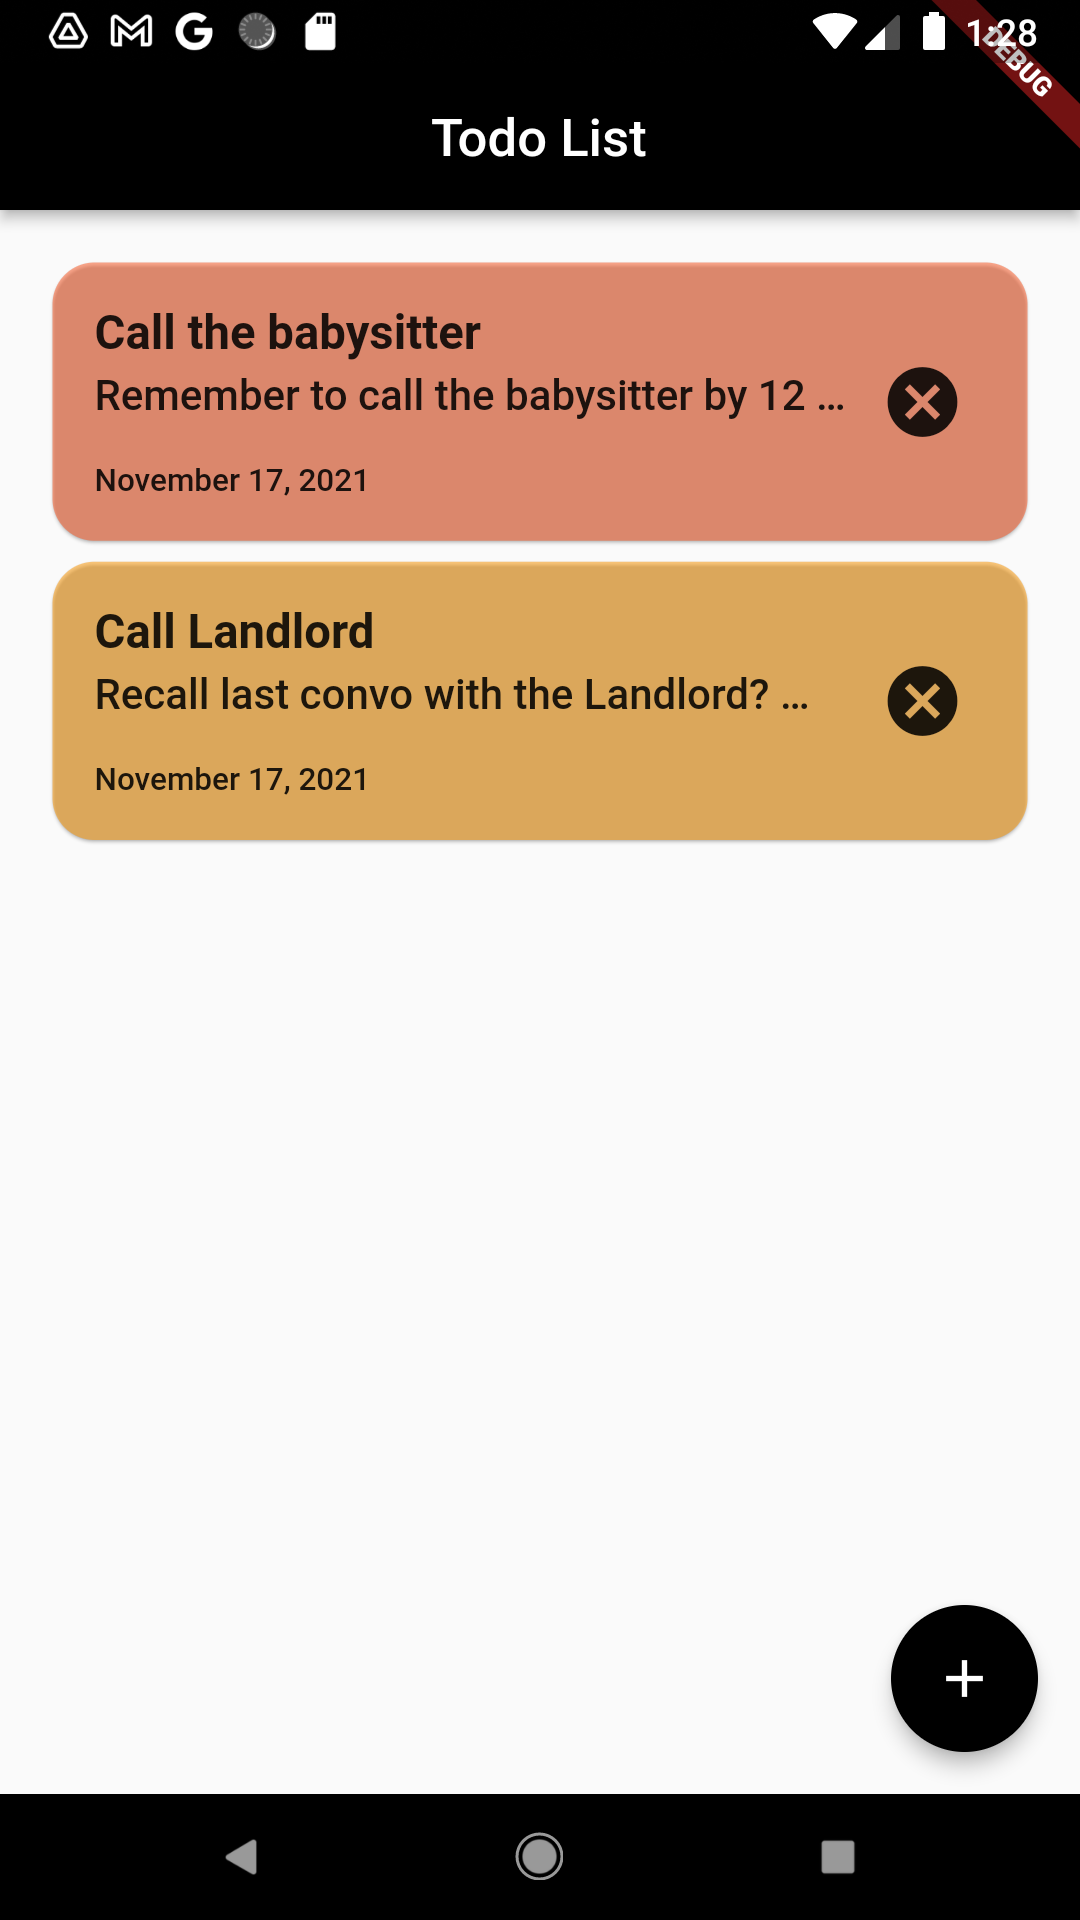 1:28
DEBUG
Todo List
Call the babysitter
Remember to call the babysitter by 12 ...
November 17, 2021
Call Landlord
Recall last convo with the Landlord? ...
November 17, 2021